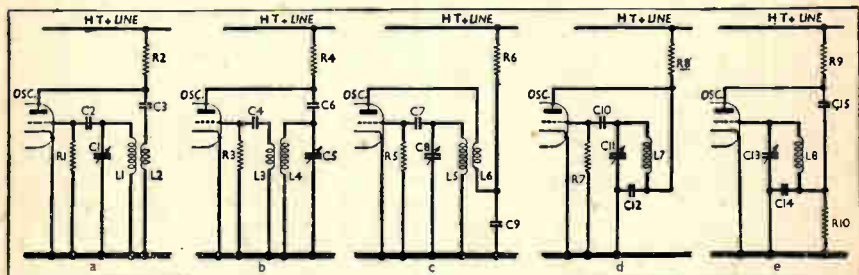 HT+LINE HT+LINE HT+LINE HT+LINE HT+LINE
R2 R4 R6 R8 R9
OSC. OSC. OSC. OSC. OSC.
C3 C6 C15
C2 C4 C7 C10
C1 C5 C8 C11 C13
L7 L8
R1 L1 L2 R3 L3 L4 R5 L5 L6 R7
C12 C14
C9 R10
a b c d e